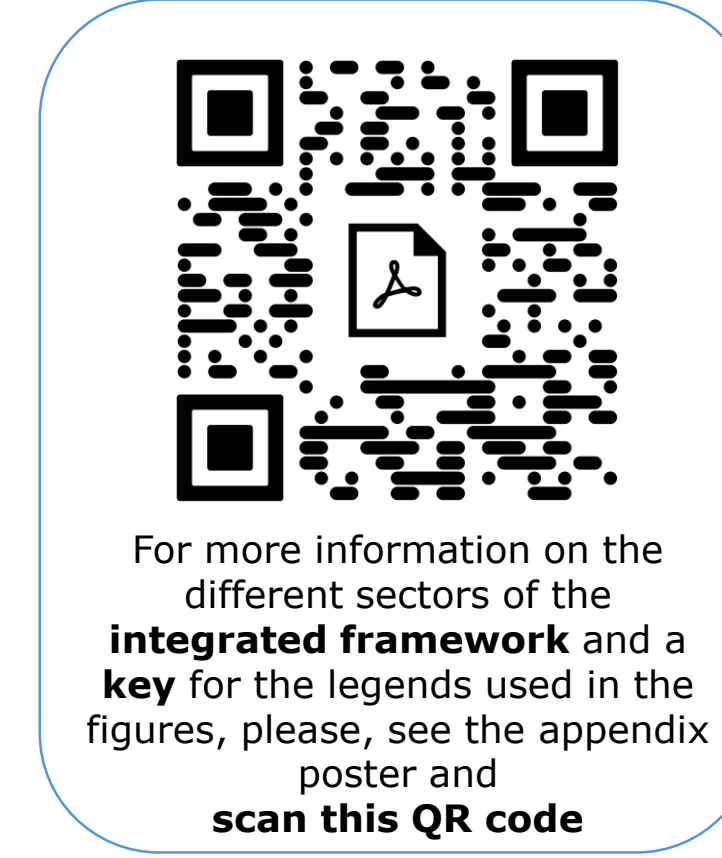 For more information on the
different sectors of the
integrated framework and a
key for the legends used in the
figures, please, see the appendix
poster and
scan this QR code